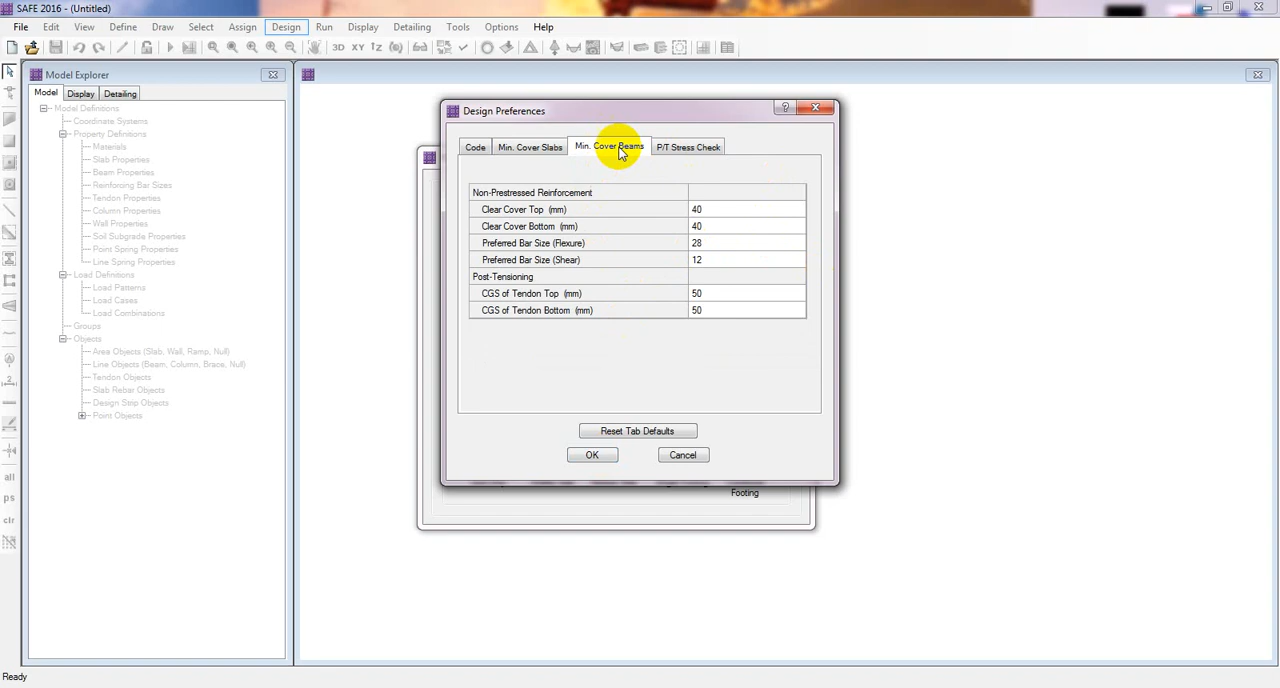 SAFE 2016 - (Untitled)
File Edit View Define Draw Select Assign Design Run Display Detailing Tools Options Help
3D XY
Model Explorer
Model Display Detailing
Model Definitions
Coordinate Systems
Property Definitions
Materials
Slab Properties
Beam Properties
Reinforcing Bar Sizes
Tendon Properties
Column Properties
Wall Properties
Soil Subgrade Properties
Point Spring Properties
Line Spring Properties
Load Definitions
Load Patterns
Load Cases
Load Combinations
Groups
Objects
Area Objects (Slab, Wall, Ramp, Null)
Line Objects (Beam, Column, Brace, Null)
Tendon Objects
Slab Rebar Objects
Design Strip Objects
Point Objects
all
ps
clr
Design Preferences
Code Min. Cover Slabs Min. Cover Beams P/T Stress Check
Non-Prestressed Reinforcement
Clear Cover Top (mm) 40
Clear Cover Bottom (mm) 40
Preferred Bar Size (Flexure) 28
Preferred Bar Size (Shear) 12
Post-Tensioning
CGS of Tendon Top (mm) 50
CGS of Tendon Bottom (mm) 50
Reset Tab Defaults
OK Cancel
Footing
Ready